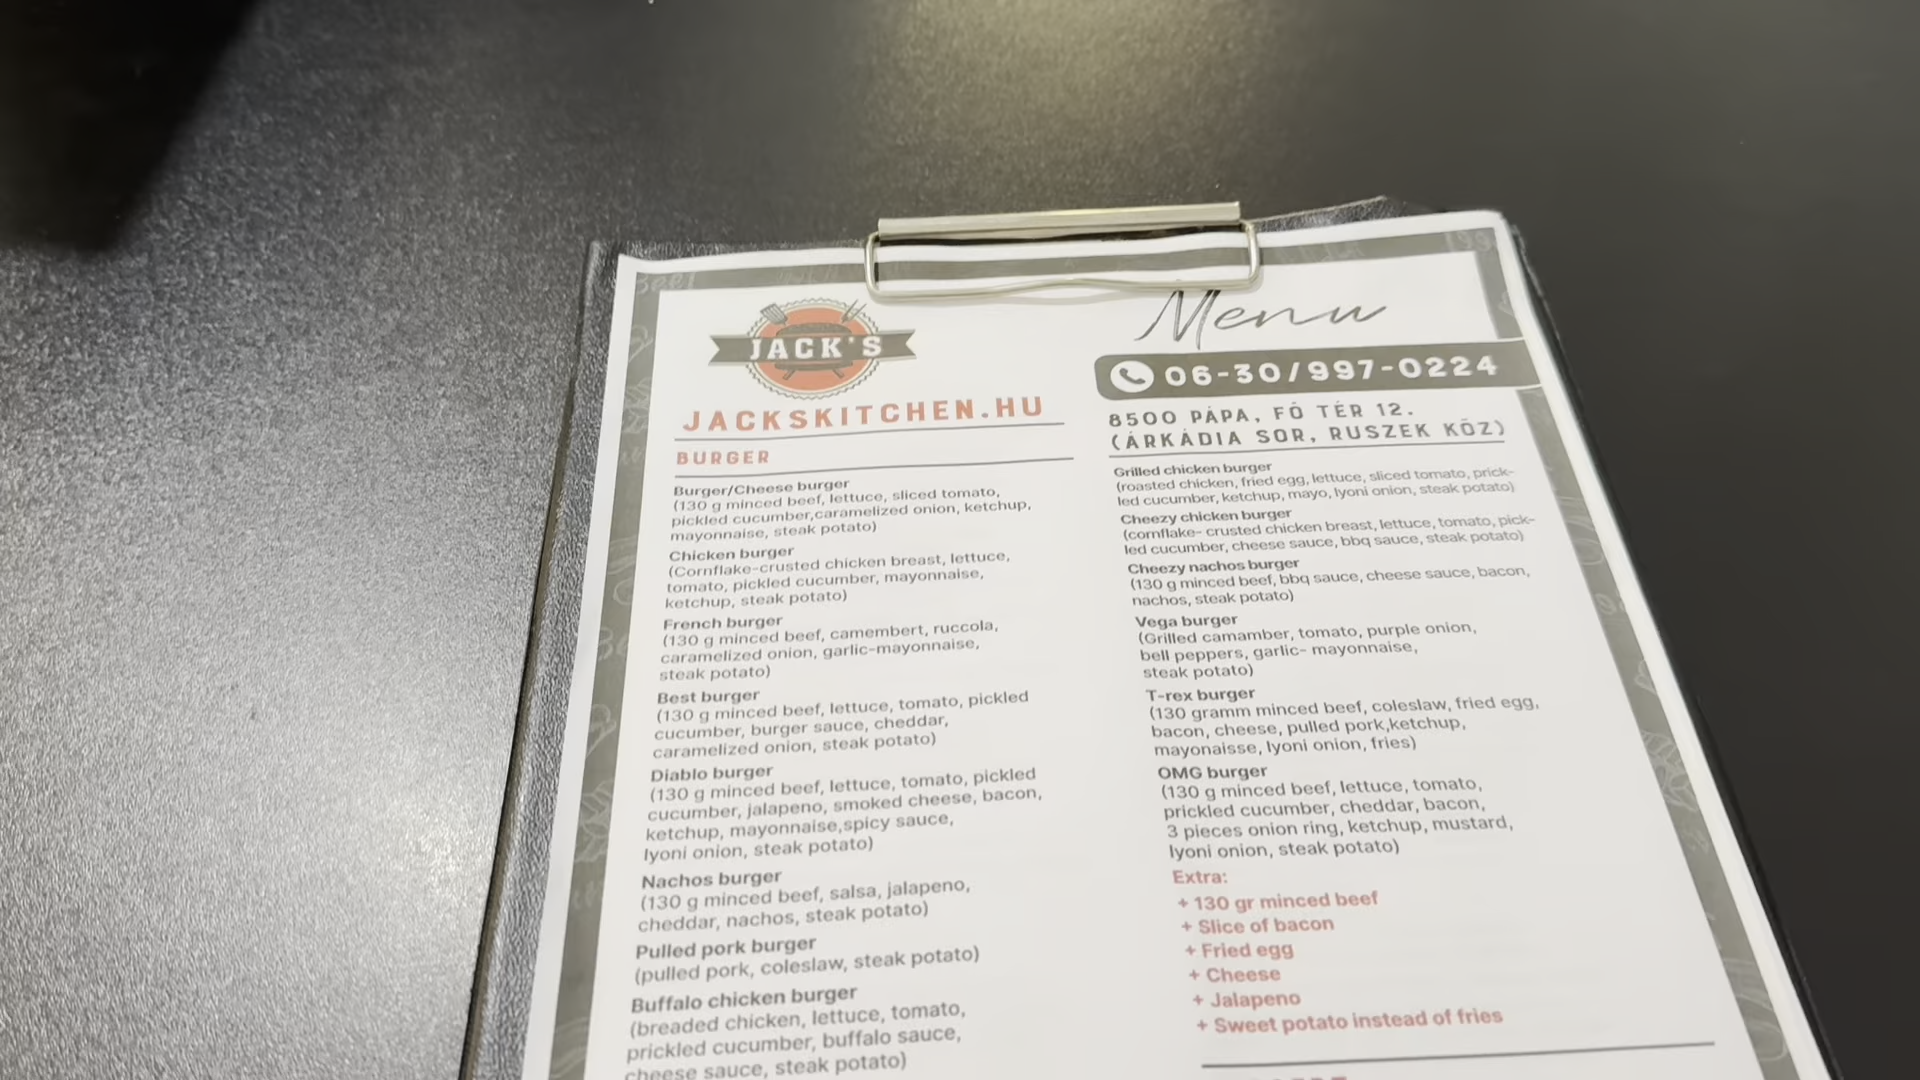 JACK'S
JACKSKITCHEN.HU
BURGER
Burger/Cheese burger
(130 g minced beef, lettuce, sliced tomato,
pickled cucumber,caramelized onion, ketchup,
mayonnaise, steak potato)
Chicken burger
(Cornflake-crusted chicken breast, lettuce,
tomato, pickled cucumber, mayonnaise,
ketchup, steak potato)
French burger
(130 g minced beef, camembert, ruccola,
caramelized onion, garlic-mayonnaise,
steak potato)
Best burger
(130 g minced beef, lettuce, tomato, pickled
cucumber, burger sauce, cheddar,
caramelized onion, steak potato)
Diablo burger
(130 g minced beef, lettuce, tomato, pickled
cucumber, jalapeno, smoked cheese, bacon,
ketchup, mayonnaise,spicy sauce,
lyoni onion, steak potato)
Nachos burger
(130 g minced beef, salsa, jalapeno,
cheddar, nachos, steak potato)
Pulled pork burger
(pulled pork, coleslaw, steak potato)
Buffalo chicken burger
(breaded chicken, lettuce, tomato,
prickled cucumber, buffalo sauce,
cheese sauce, steak potato)
Menu
06-30/997-0224
8500 PÁPA, FŐ TÉR 12.
(ÁRKÁDIA SOR, RUSZEK KÖZ)
Grilled chicken burger
(roasted chicken, fried egg, lettuce, sliced tomato, prick-
led cucumber, ketchup, mayo, lyoni onion, steak potato)
Cheezy chicken burger
(cornflake- crusted chicken breast, lettuce, tomato, pick-
led cucumber, cheese sauce, bbq sauce, steak potato)
Cheezy nachos burger
(130 g minced beef, bbq sauce, cheese sauce, bacon,
nachos, steak potato)
Vega burger
(Grilled camamber, tomato, purple onion,
bell peppers, garlic- mayonnaise,
steak potato)
T-rex burger
(130 gramm minced beef, coleslaw, fried egg,
bacon, cheese, pulled pork,ketchup,
mayonaisse, lyoni onion, fries)
OMG burger
(130 g minced beef, lettuce, tomato,
prickled cucumber, cheddar, bacon,
3 pieces onion ring, ketchup, mustard,
lyoni onion, steak potato)
Extra:
+ 130 gr minced beef
+ Slice of bacon
+ Fried egg
+ Cheese
+ Jalapeno
+ Sweet potato instead of fries